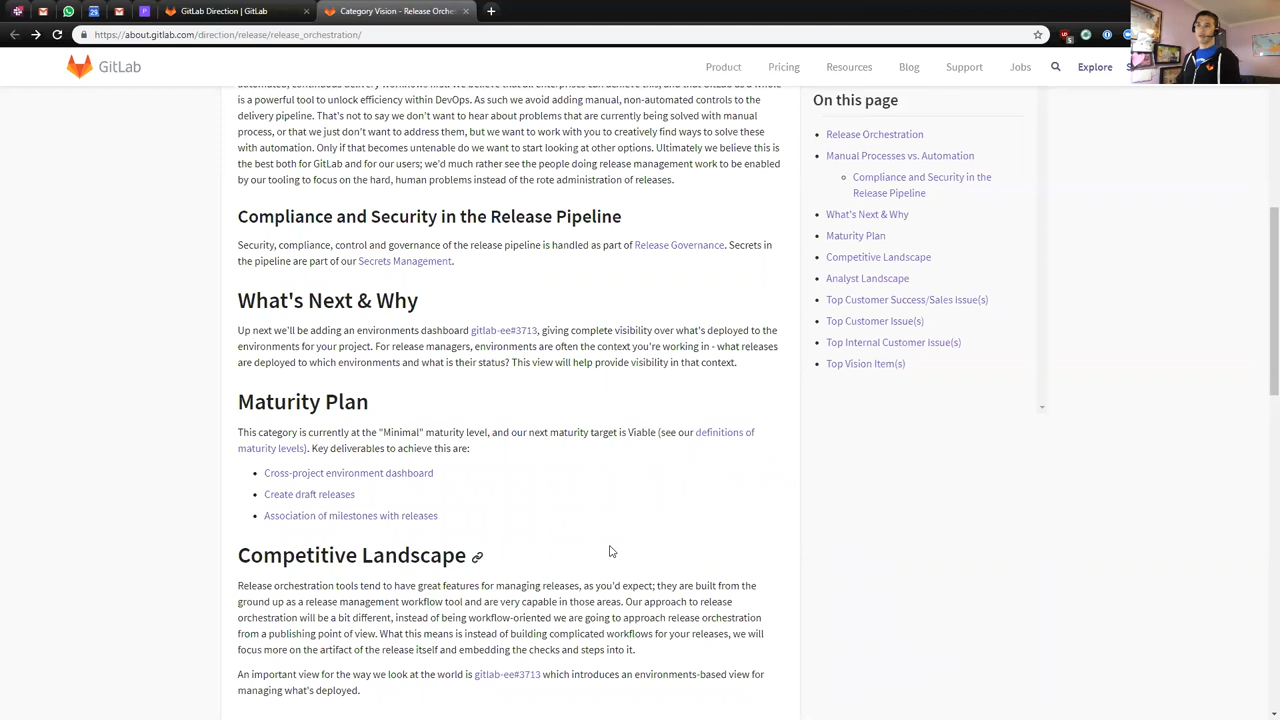 GitLab Direction | GitLab
Category Vision - Release Orche
https://about.gitlab.com/direction/release/release_orchestration/
GitLab
Product
Pricing
Resources
Blog
Support
Jobs
Explore
is a powerful tool to unlock efficiency within DevOps. As such we avoid adding manual, non-automated controls to the
delivery pipeline. That's not to say we don't want to hear about problems that are currently being solved with manual
process, or that we just don't want to address them, but we want to work with you to creatively find ways to solve these
with automation. Only if that becomes untenable do we want to start looking at other options. Ultimately we believe this is
the best both for GitLab and for our users; we'd much rather see the people doing release management work to be enabled
by our tooling to focus on the hard, human problems instead of the rote administration of releases.
Compliance and Security in the Release Pipeline
Security, compliance, control and governance of the release pipeline is handled as part of Release Governance. Secrets in
the pipeline are part of our Secrets Management.
What's Next & Why
Up next we'll be adding an environments dashboard gitlab-ee#3713, giving complete visibility over what's deployed to the
environments for your project. For release managers, environments are often the context you're working in - what releases
are deployed to which environments and what is their status? This view will help provide visibility in that context.
Maturity Plan
This category is currently at the "Minimal" maturity level, and our next maturity target is Viable (see our definitions of
maturity levels). Key deliverables to achieve this are:
• Cross-project environment dashboard
• Create draft releases
• Association of milestones with releases
Competitive Landscape
Release orchestration tools tend to have great features for managing releases, as you'd expect; they are built from the
ground up as a release management workflow tool and are very capable in those areas. Our approach to release
orchestration will be a bit different, instead of being workflow-oriented we are going to approach release orchestration
from a publishing point of view. What this means is instead of building complicated workflows for your releases, we will
focus more on the artifact of the release itself and embedding the checks and steps into it.
An important view for the way we look at the world is gitlab-ee#3713 which introduces an environments-based view for
managing what's deployed.
On this page
• Release Orchestration
• Manual Processes vs. Automation
Compliance and Security in the
Release Pipeline
• What's Next & Why
• Maturity Plan
• Competitive Landscape
• Analyst Landscape
• Top Customer Success/Sales Issue(s)
• Top Customer Issue(s)
• Top Internal Customer Issue(s)
• Top Vision Item(s)